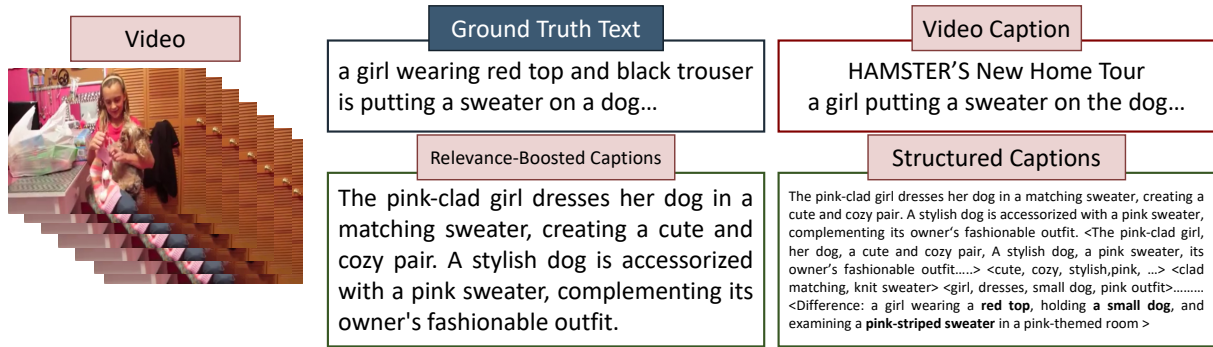 Video
Ground Truth Text
a girl wearing red top and black trouser
is putting a sweater on a dog...
Video Caption
HAMSTER'S New Home Tour
a girl putting a sweater on the dog...
Relevance-Boosted Captions
The pink-clad girl dresses her dog in a
matching sweater, creating a cute and
cozy pair. A stylish dog is accessorized
with a pink sweater, complementing its
owner's fashionable outfit.
Structured Captions
The pink-clad girl dresses her dog in a matching sweater, creating a
cute and cozy pair. A stylish dog is accessorized with a pink sweater,
complementing its owner's fashionable outfit. <The pink-clad girl,
her dog, a cute and cozy pair, A stylish dog, a pink sweater, its
owner's fashionable outfit.....> <cute, cozy, stylish,pink, ...> <clad
matching, knit sweater> <girl, dresses, small dog, pink outfit>.........
<Difference: a girl wearing a red top, holding a small dog, and
examining a pink-striped sweater in a pink-themed room >